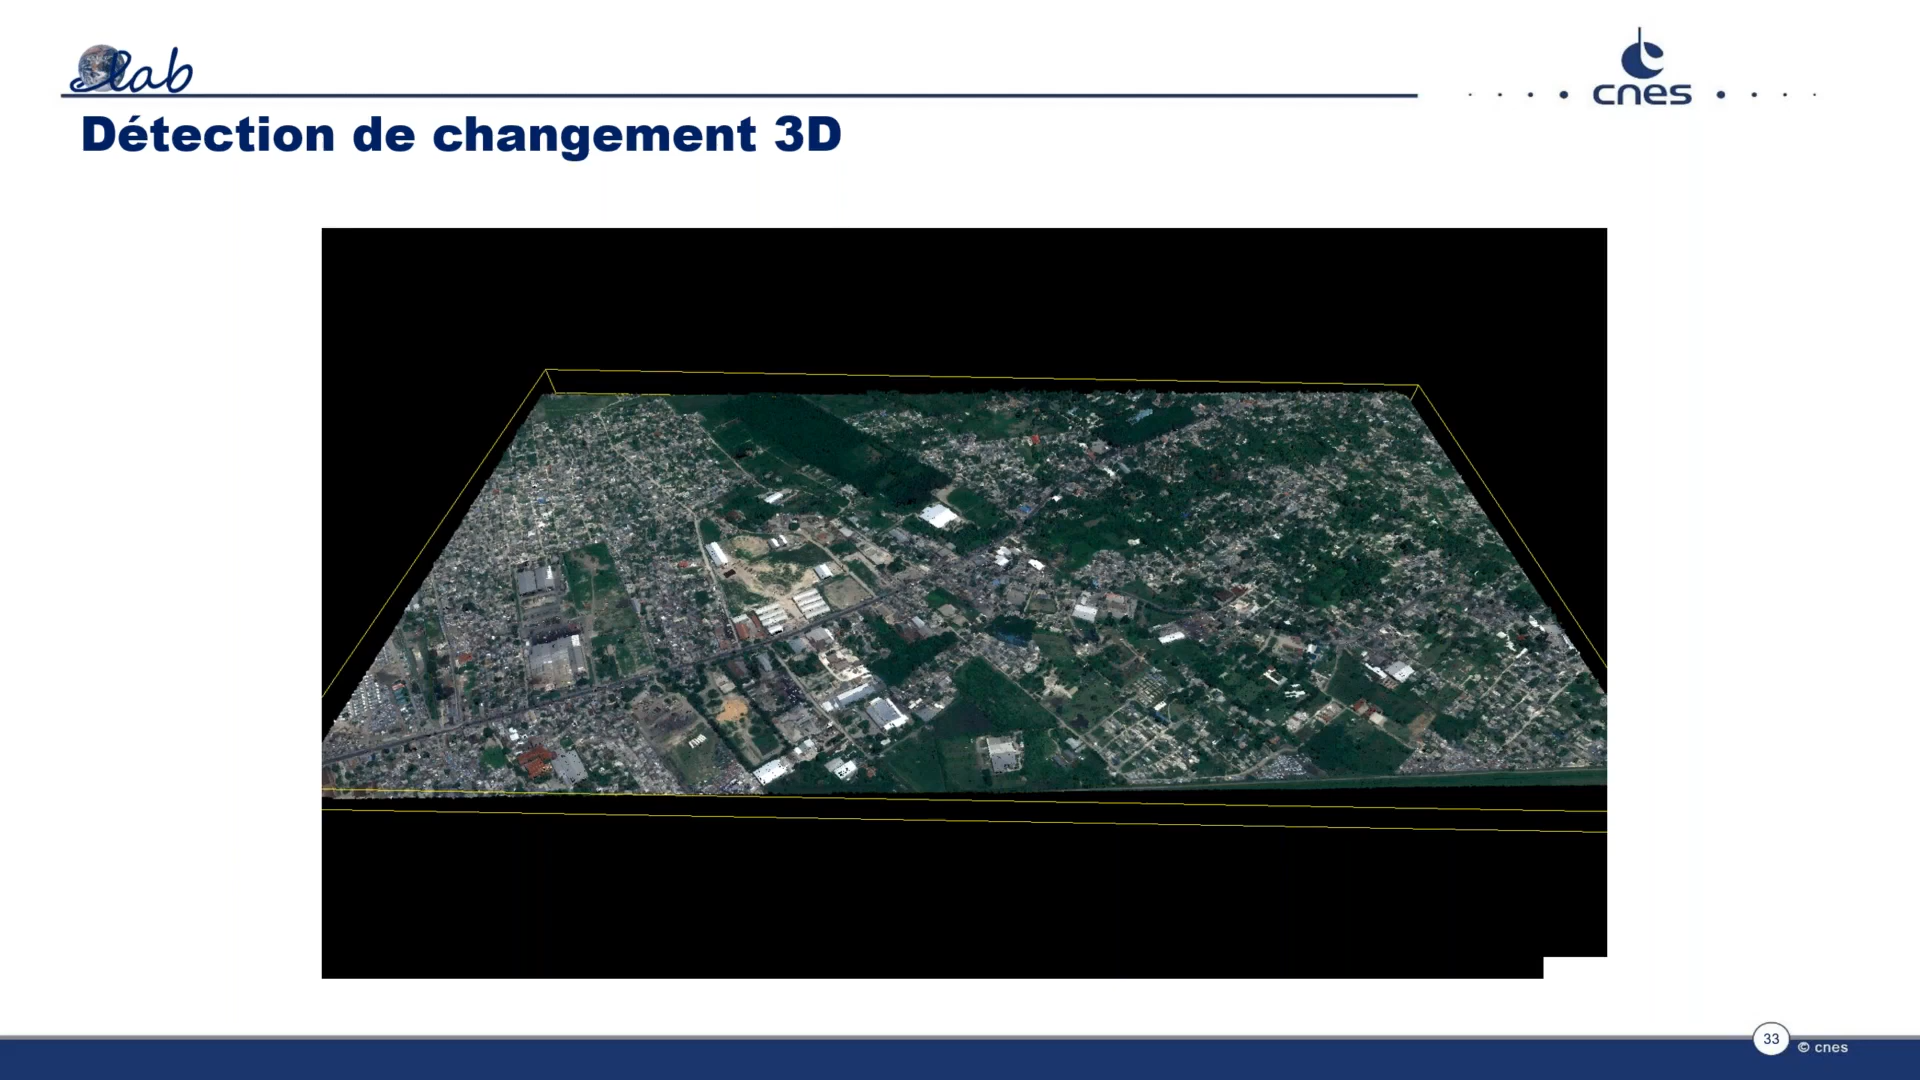 lab
cnes
Détection de changement 3D
33
© cnes